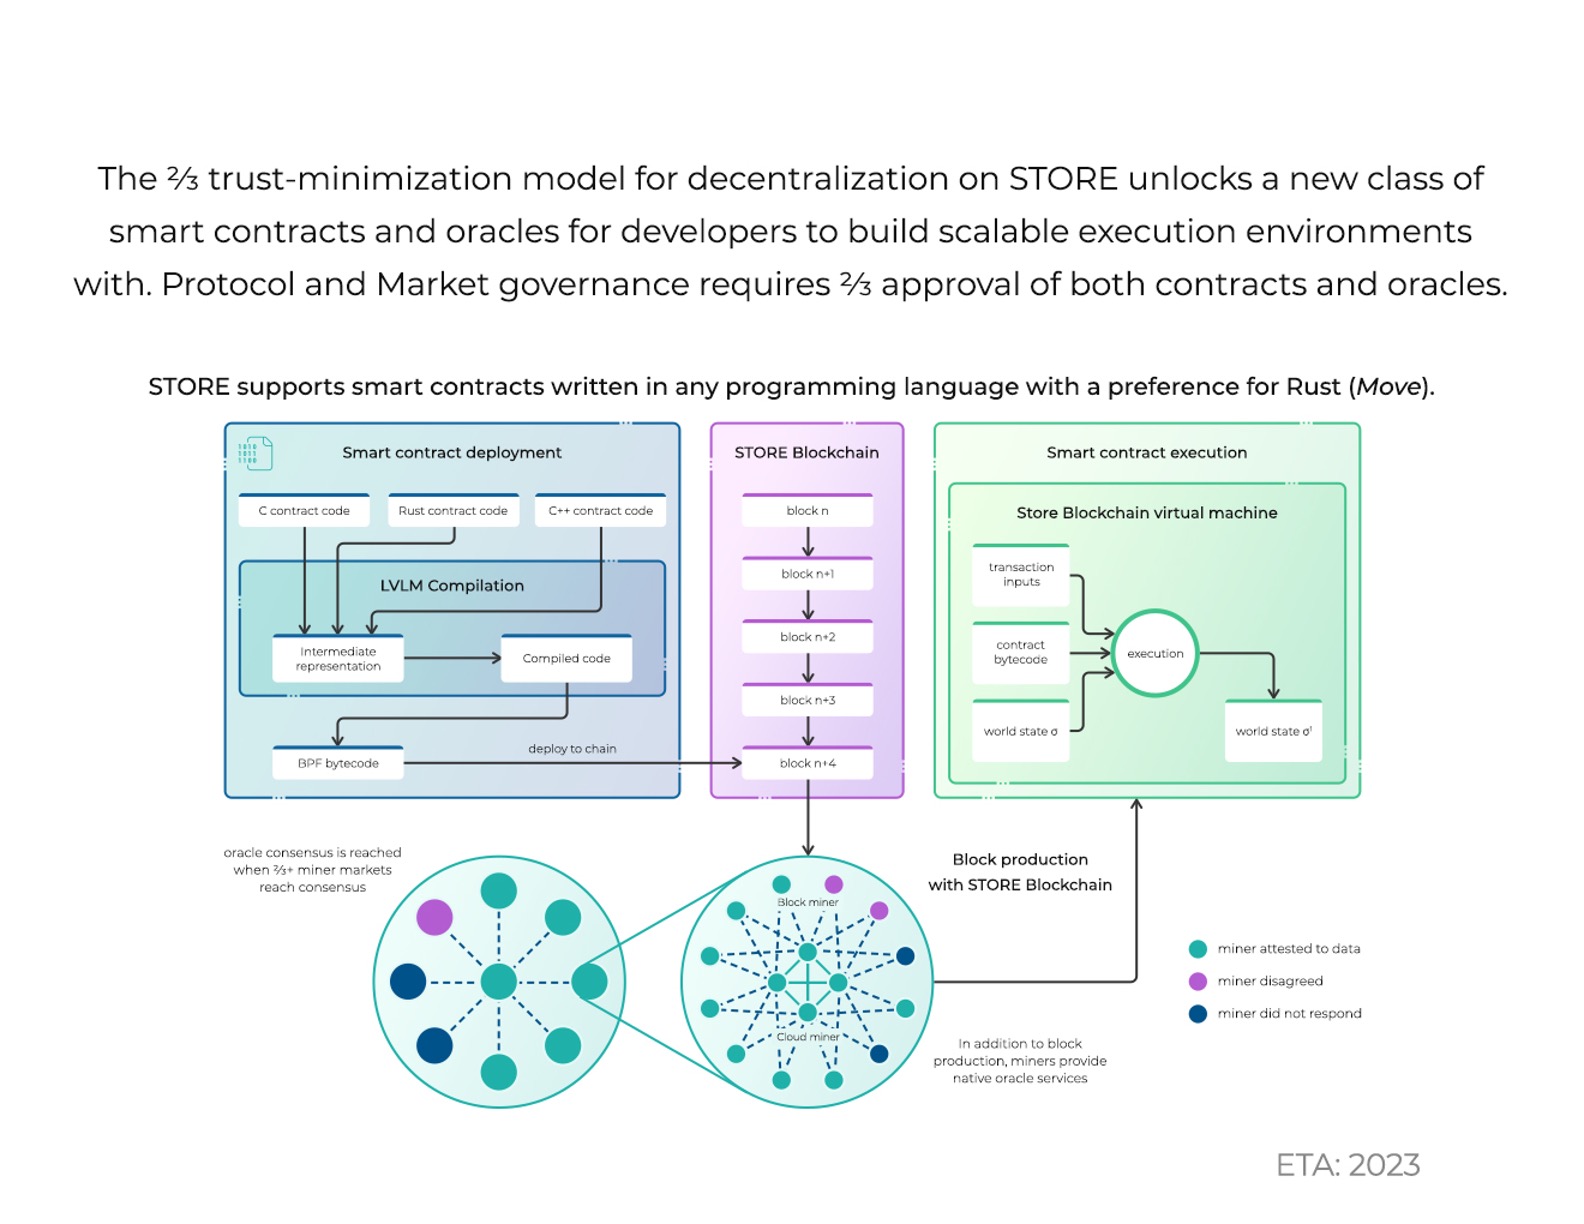 The ⅔ trust-minimization model for decentralization on STORE unlocks a new class of
smart contracts and oracles for developers to build scalable execution environments
with. Protocol and Market governance requires ⅔ approval of both contracts and oracles.
STORE supports smart contracts written in any programming language with a preference for Rust (Move).
1010
1011
1100
Smart contract deployment
C contract code
Rust contract code
C++ contract code
LVLM Compilation
Intermediate
representation
Compiled code
BPF bytecode
deploy to chain
STORE Blockchain
block n
block n+1
block n+2
block n+3
block n+4
Smart contract execution
Store Blockchain virtual machine
transaction
inputs
contract
bytecode
world state σ
execution
world state σ'
oracle consensus is reached
when ⅔+ miner markets
reach consensus
Block miner
Cloud miner
Block production
with STORE Blockchain
miner attested to data
miner disagreed
miner did not respond
In addition to block
production, miners provide
native oracle services
ETA: 2023